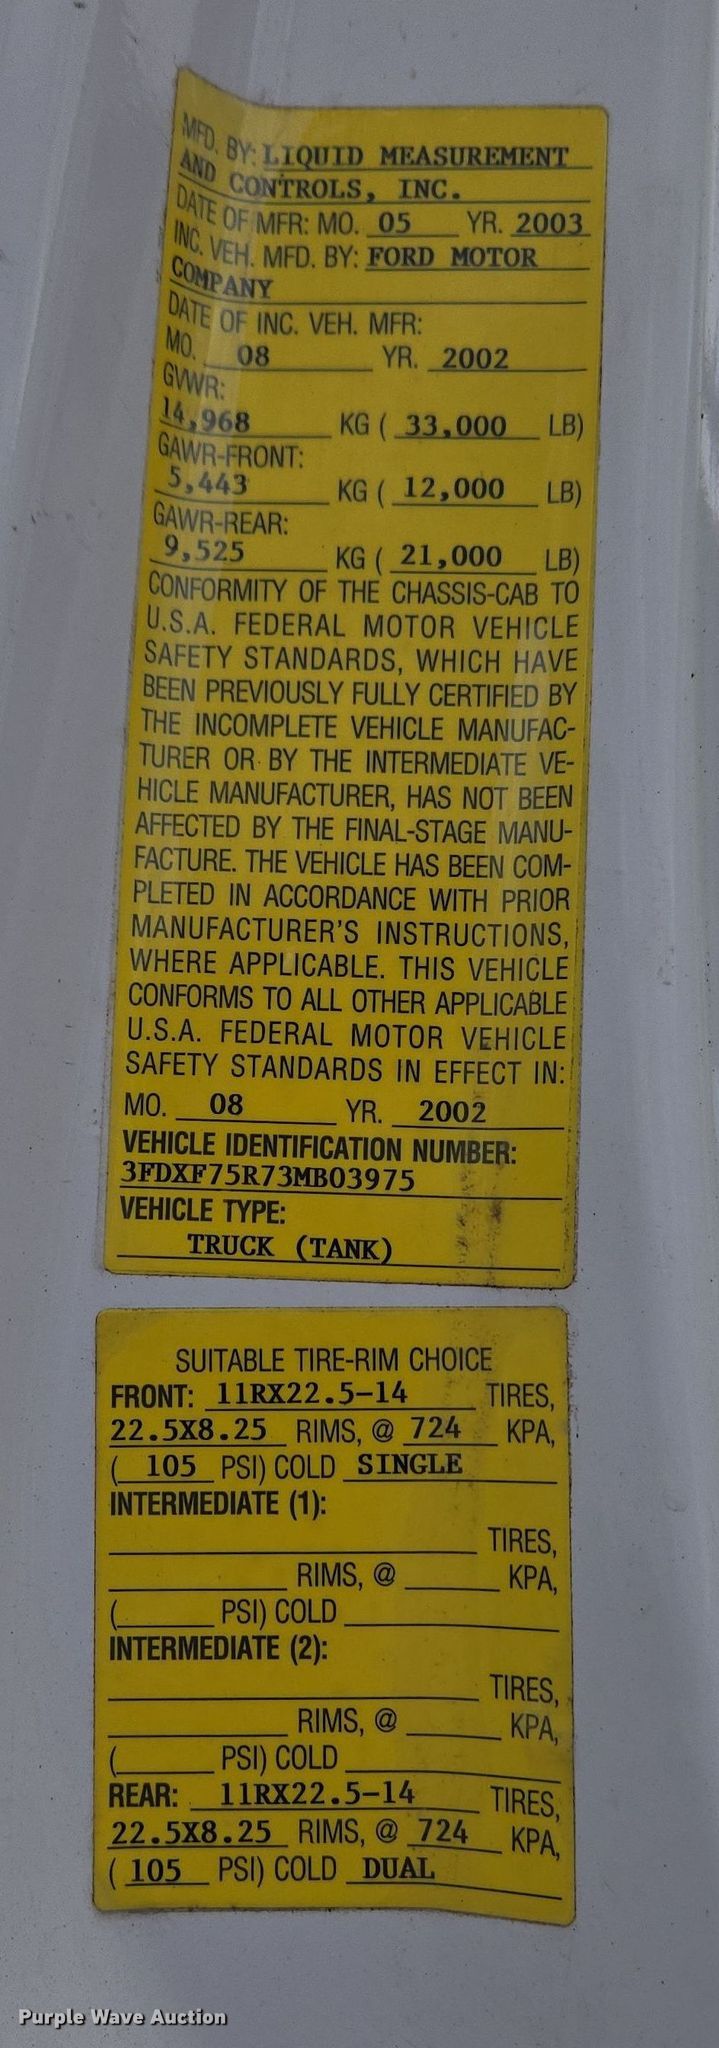 MFD. BY: LIQUID MEASUREMENT
AND CONTROLS, INC.
DATE OF MFR: MO. 05 YR. 2003
INC. VEH. MFD. BY: FORD MOTOR
COMPANY
DATE OF INC. VEH. MFR:
MO. 08 YR. 2002
GVWR:
14,968 KG ( 33,000 LB)
GAWR-FRONT:
5,443 KG ( 12,000 LB)
GAWR-REAR:
9,525 KG ( 21,000 LB)
CONFORMITY OF THE CHASSIS-CAB TO
U.S.A. FEDERAL MOTOR VEHICLE
SAFETY STANDARDS, WHICH HAVE
BEEN PREVIOUSLY FULLY CERTIFIED BY
THE INCOMPLETE VEHICLE MANUFAC-
TURER OR BY THE INTERMEDIATE VE-
HICLE MANUFACTURER, HAS NOT BEEN
AFFECTED BY THE FINAL-STAGE MANU-
FACTURE. THE VEHICLE HAS BEEN COM-
PLETED IN ACCORDANCE WITH PRIOR
MANUFACTURER'S INSTRUCTIONS,
WHERE APPLICABLE. THIS VEHICLE
CONFORMS TO ALL OTHER APPLICABLE
U.S.A. FEDERAL MOTOR VEHICLE
SAFETY STANDARDS IN EFFECT IN:
MO. 08 YR. 2002
VEHICLE IDENTIFICATION NUMBER:
3FDXF75R73MB03975
VEHICLE TYPE:
TRUCK (TANK)
SUITABLE TIRE-RIM CHOICE
FRONT: 11RX22.5-14 TIRES,
22.5X8.25 RIMS, @ 724 KPA,
( 105 PSI) COLD SINGLE
INTERMEDIATE (1):
TIRES,
RIMS, @ KPA,
( PSI) COLD
INTERMEDIATE (2):
TIRES,
RIMS, @ KPA,
( PSI) COLD
REAR: 11RX22.5-14 TIRES,
22.5X8.25 RIMS, @ 724 KPA,
( 105 PSI) COLD DUAL
Purple Wave Auction